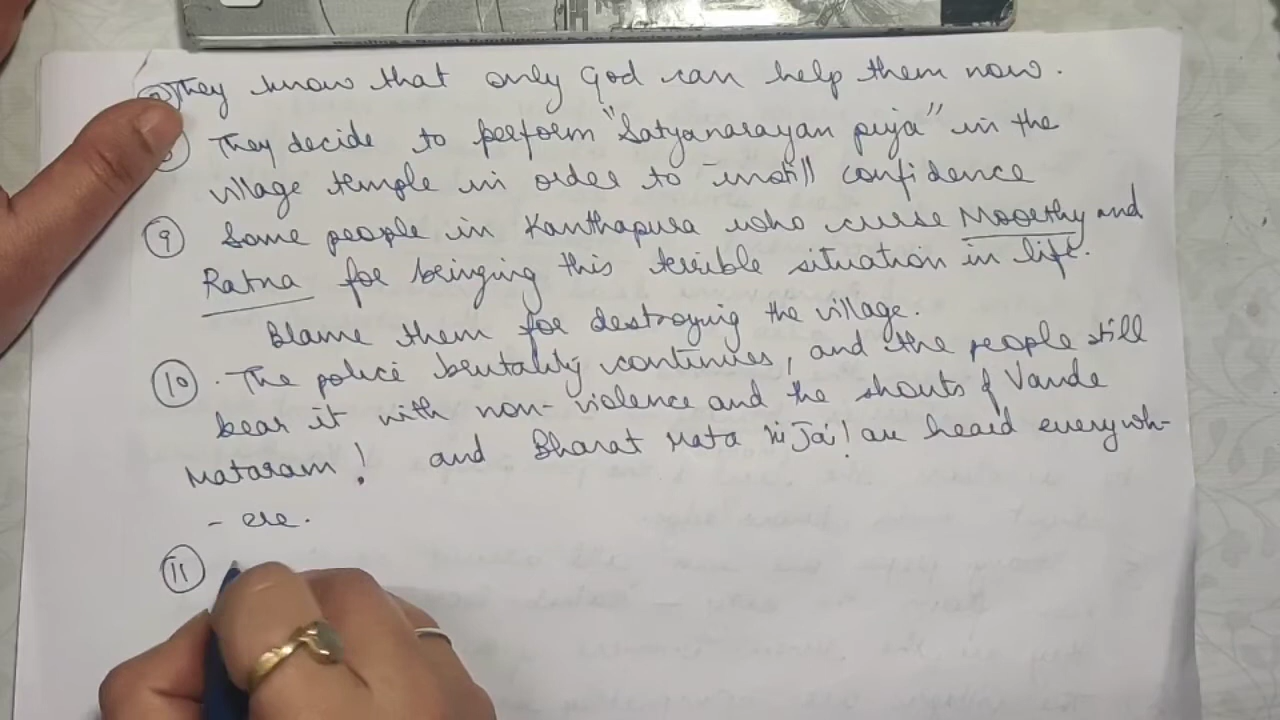 They know that only God can help them now.
They decide to perform "Satyanarayan puja" in the
village temple in order to instill confidence
9 Some people in Kanthapura who curse Moorthy and
Ratna for bringing this terrible situation in life.
Blame them for destroying the village.
10. The police brutality continues, and the people still
bear it with non-violence and the shouts of Vande
Mataram! and Bharat Mata ki Jai! are heard everywh-
- ere.
11